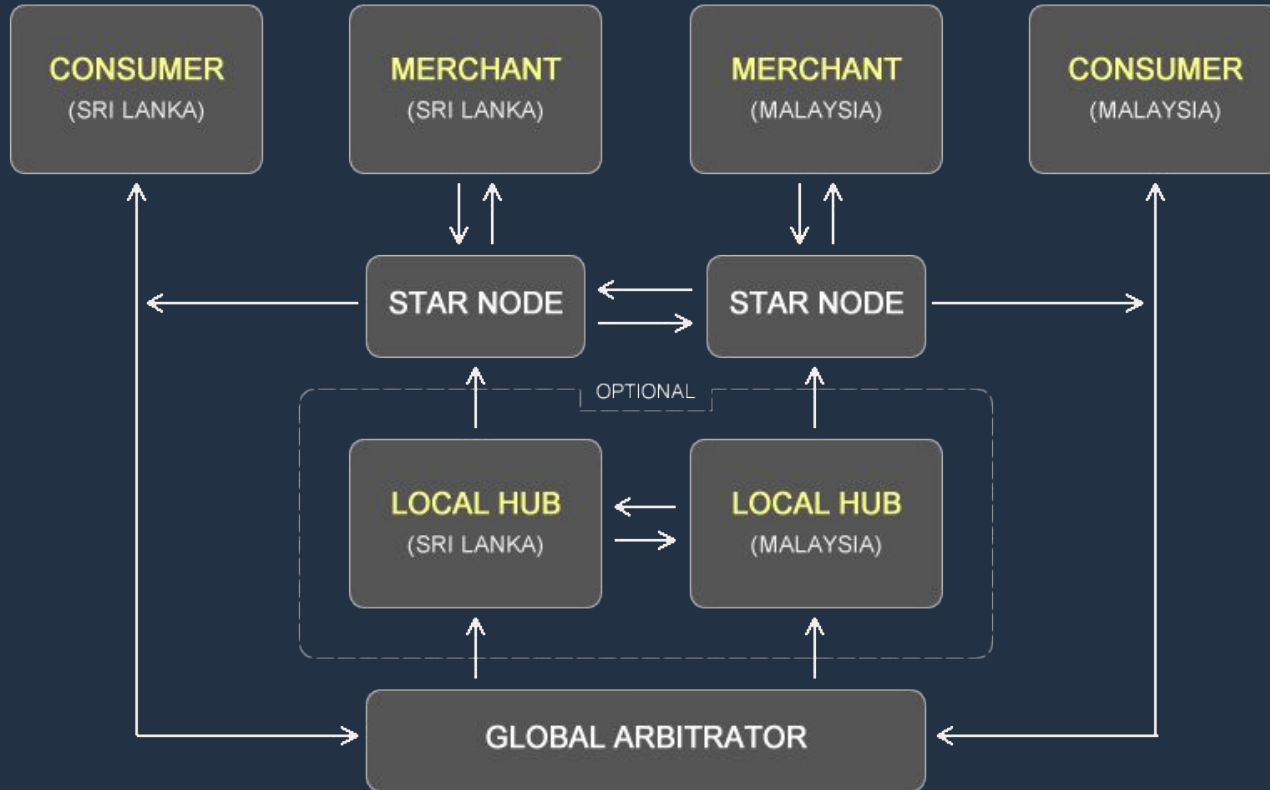 CONSUMER
(SRI LANKA)
MERCHANT
(SRI LANKA)
MERCHANT
(MALAYSIA)
CONSUMER
(MALAYSIA)
STAR NODE
STAR NODE
OPTIONAL
LOCAL HUB
(SRI LANKA)
LOCAL HUB
(MALAYSIA)
GLOBAL ARBITRATOR